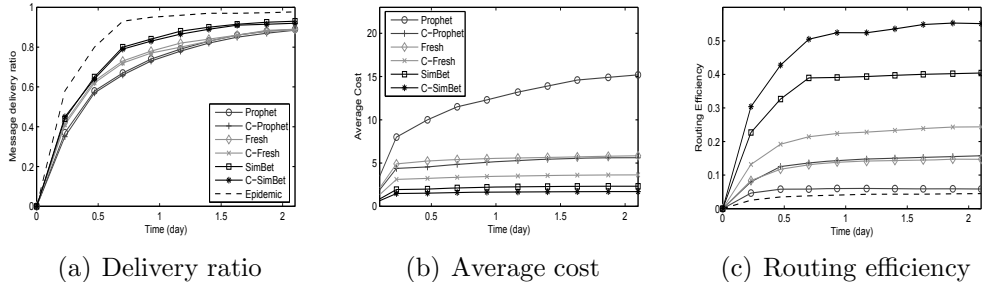 Message delivery ratio
1
0.8
0.6
0.4
0.2
0
0
0.5
1
1.5
2
Time (day)
Prophet
C-Prophet
Fresh
C-Fresh
SimBet
C-SimBet
Epidemic
(a) Delivery ratio
Average Cost
15
10
5
0
0.5
1
1.5
2
Time (day)
Prophet
C-Prophet
Fresh
C-Fresh
SimBet
C-SimBet
(b) Average cost
Routing Efficiency
0.5
0.4
0.3
0.2
0.1
0
0
0.5
1
1.5
2
Time (day)
(c) Routing efficiency